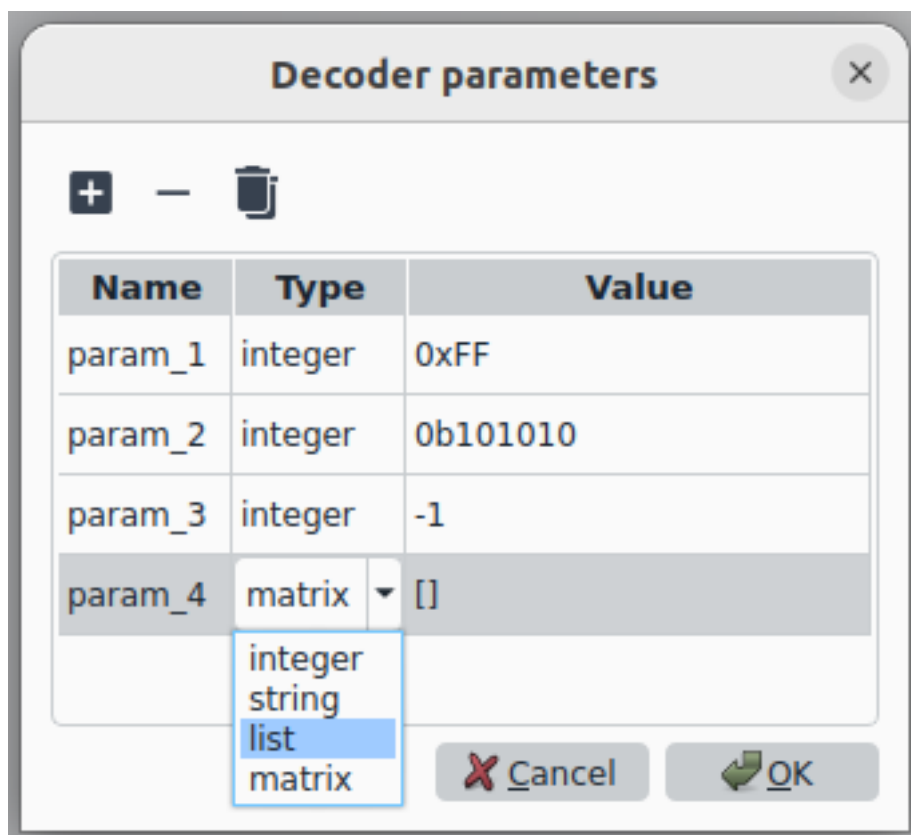 Decoder parameters
Name Type Value
param_1 integer 0xFF
param_2 integer 0b101010
param_3 integer -1
param_4 matrix []
integer
string
list
matrix
Cancel OK